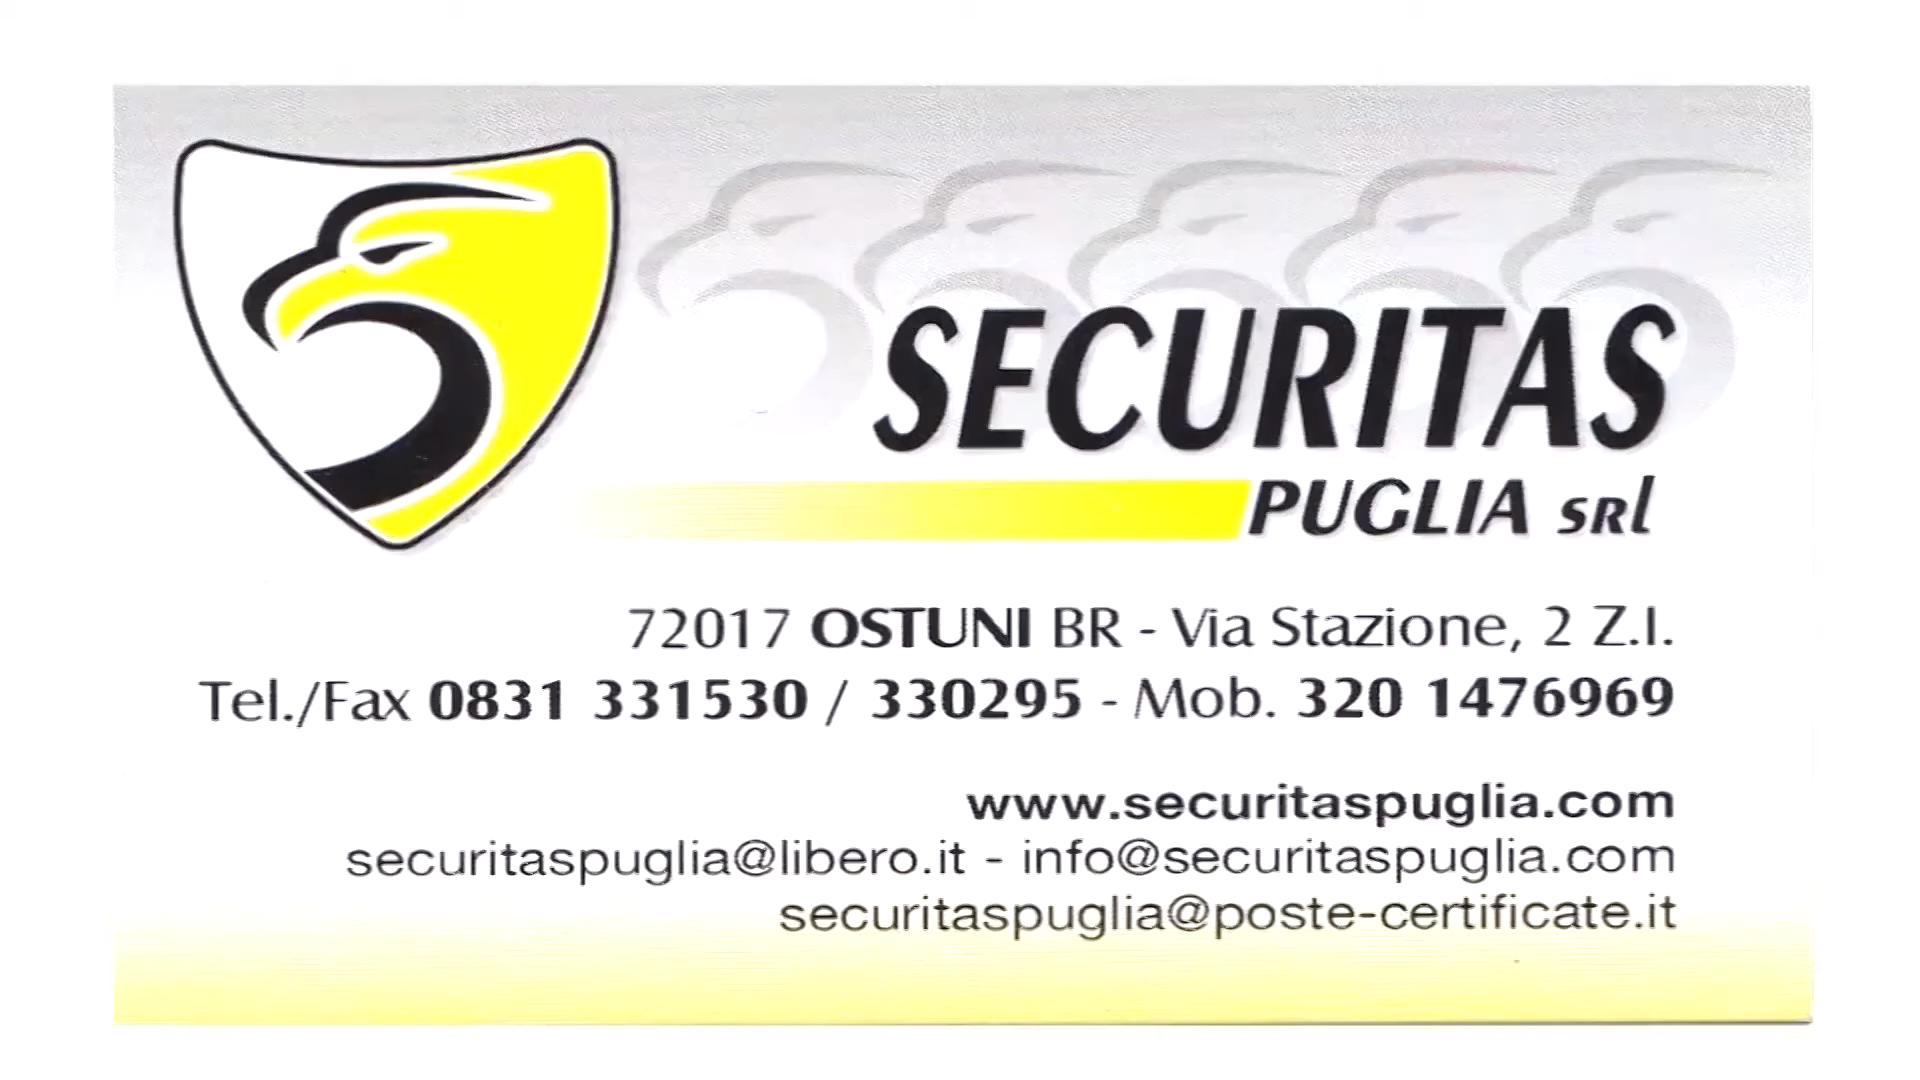 SECURITAS
PUGLIA SRL
72017 OSTUNI BR - Via Stazione, 2 Z.I.
Tel./Fax 0831 331530 / 330295 - Mob. 320 1476969
www.securitaspuglia.com
securitaspuglia@libero.it - info@securitaspuglia.com
securitaspuglia@poste-certificate.it